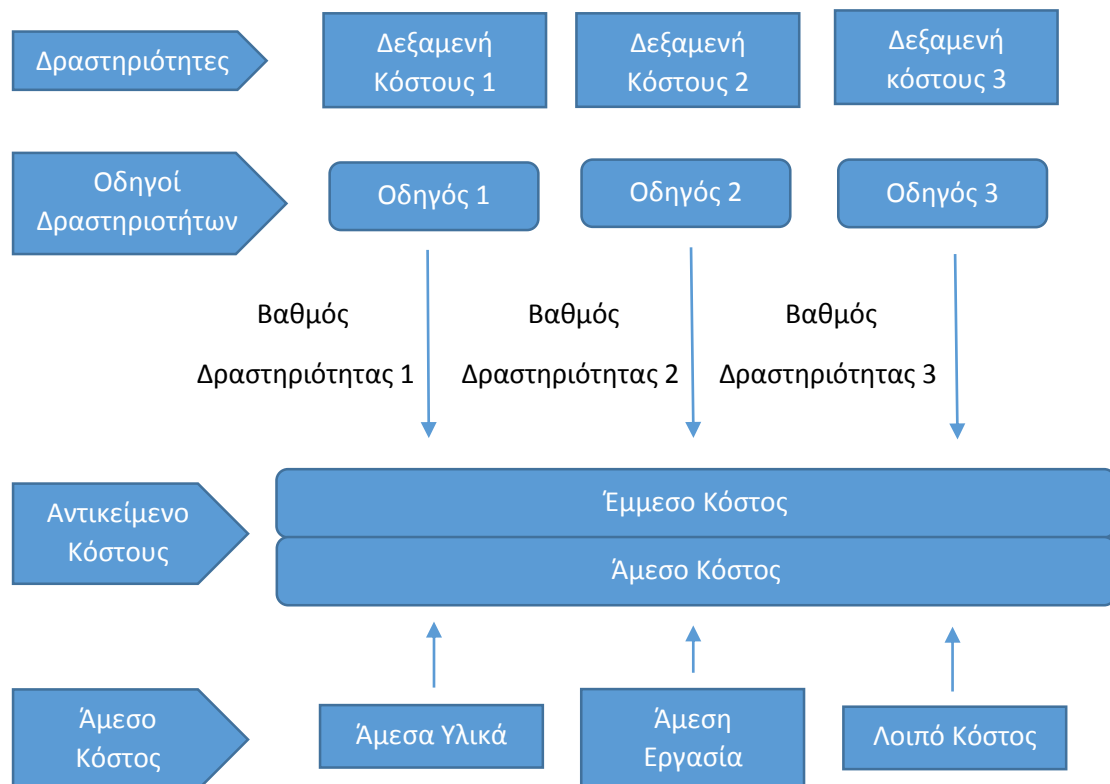 Δραστηριότητες
Δεξαμενή
Κόστους 1
Δεξαμενή
Κόστους 2
Δεξαμενή
κόστους 3
Οδηγοί
Δραστηριοτήτων
Οδηγός 1
Οδηγός 2
Οδηγός 3
Βαθμός
Δραστηριότητας 1
Βαθμός
Δραστηριότητας 2
Βαθμός
Δραστηριότητας 3
Αντικείμενο
Κόστους
Έμμεσο Κόστος
Άμεσο Κόστος
Άμεσο
Κόστος
Άμεσα Υλικά
Άμεση
Εργασία
Λοιπό Κόστος